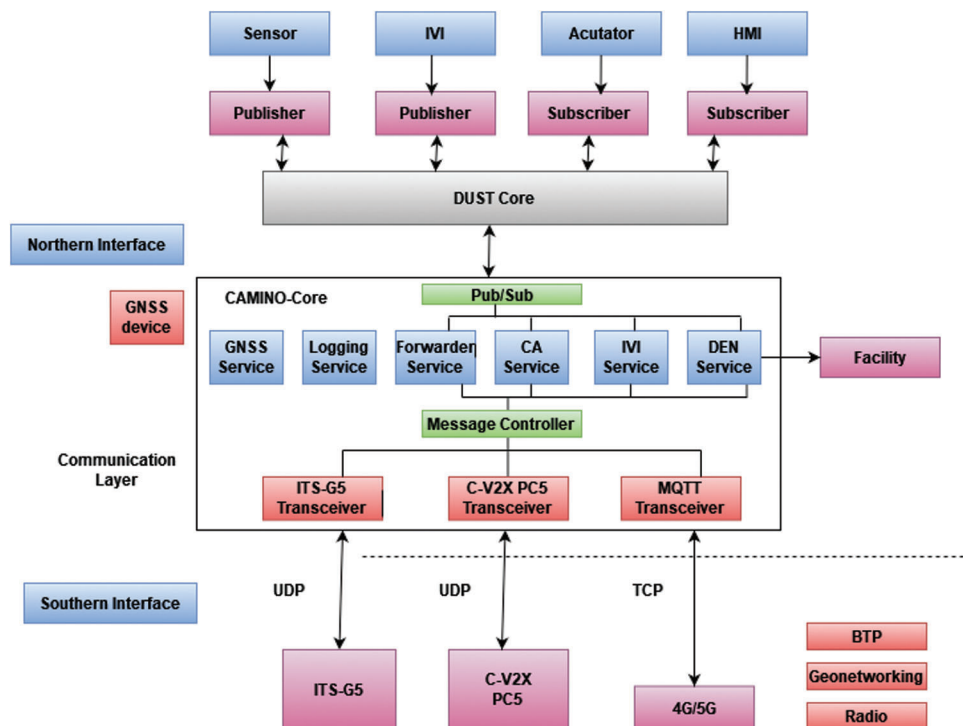 Sensor
IVI
Acutator
HMI
Publisher
Publisher
Subscriber
Subscriber
DUST Core
Northern Interface
CAMINO-Core
Pub/Sub
GNSS
device
GNSS
Service
Logging
Service
Forwarder
Service
CA
Service
IVI
Service
DEN
Service
Facility
Message Controller
Communication
Layer
ITS-G5
Transceiver
C-V2X PC5
Transceiver
MQTT
Transceiver
UDP
UDP
TCP
Southern Interface
BTP
ITS-G5
C-V2X
PC5
4G/5G
Geonetworking
Radio